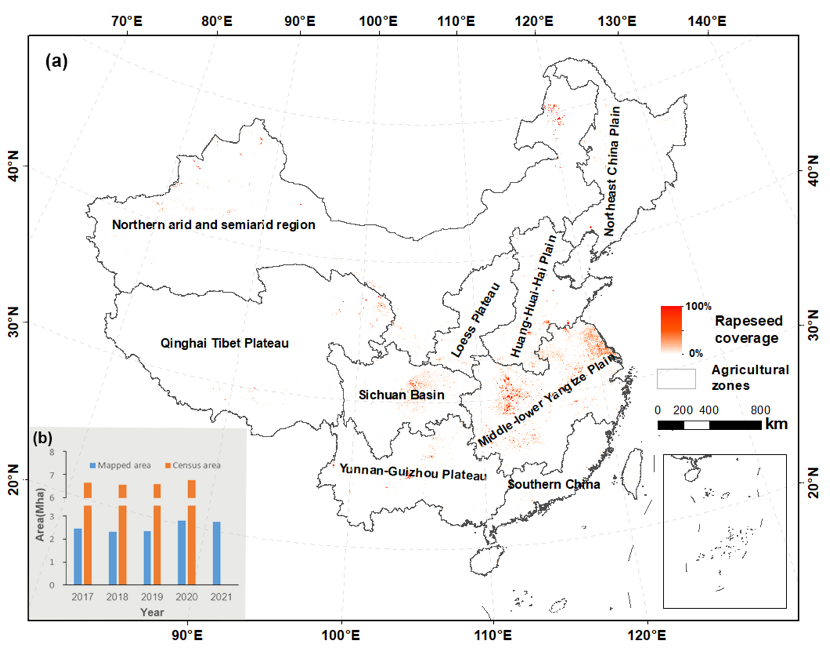 70°E 80°E 90°E 100°E 110°E 120°E 130°E 140°E
(a)
40°N
40°N
Northeast China Plain
Northern arid and semiarid region
Huang-Huai-Hai Plain
Loess Plateau
30°N
30°N
100%
0%
Rapeseed
coverage
Qinghai Tibet Plateau
Agricultural
zones
Sichuan Basin
Middle-lower Yangtze Plain
0 200 400 800
km
Yunnan-Guizhou Plateau
Southern China
20°N
20°N
(b)
Mapped area Census area
Area(Mha)
8
7
6
3
2
1
0
2017 2018 2019 2020 2021
Year
90°E 100°E 110°E 120°E